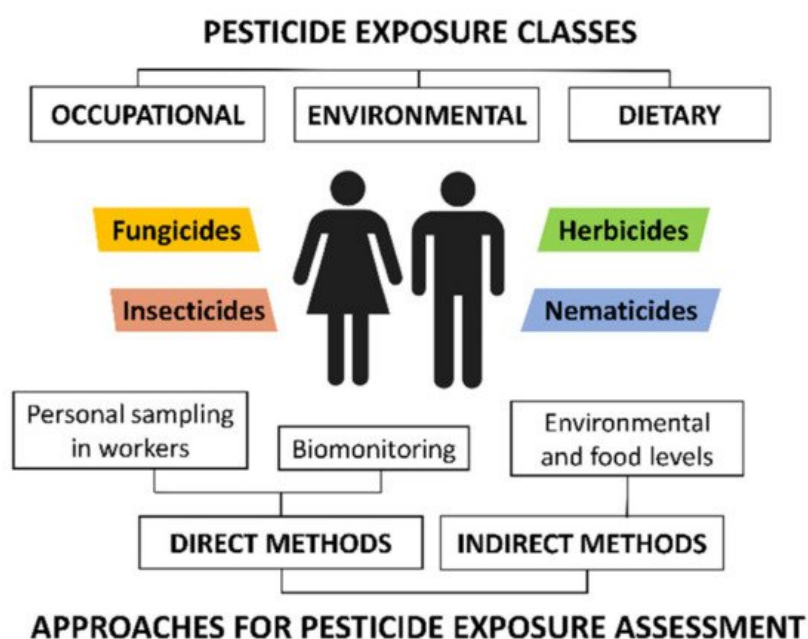 PESTICIDE EXPOSURE CLASSES
OCCUPATIONAL
ENVIRONMENTAL
DIETARY
Fungicides
Herbicides
Insecticides
Nematicides
Personal sampling
in workers
Biomonitoring
Environmental
and food levels
DIRECT METHODS
INDIRECT METHODS
APPROACHES FOR PESTICIDE EXPOSURE ASSESSMENT